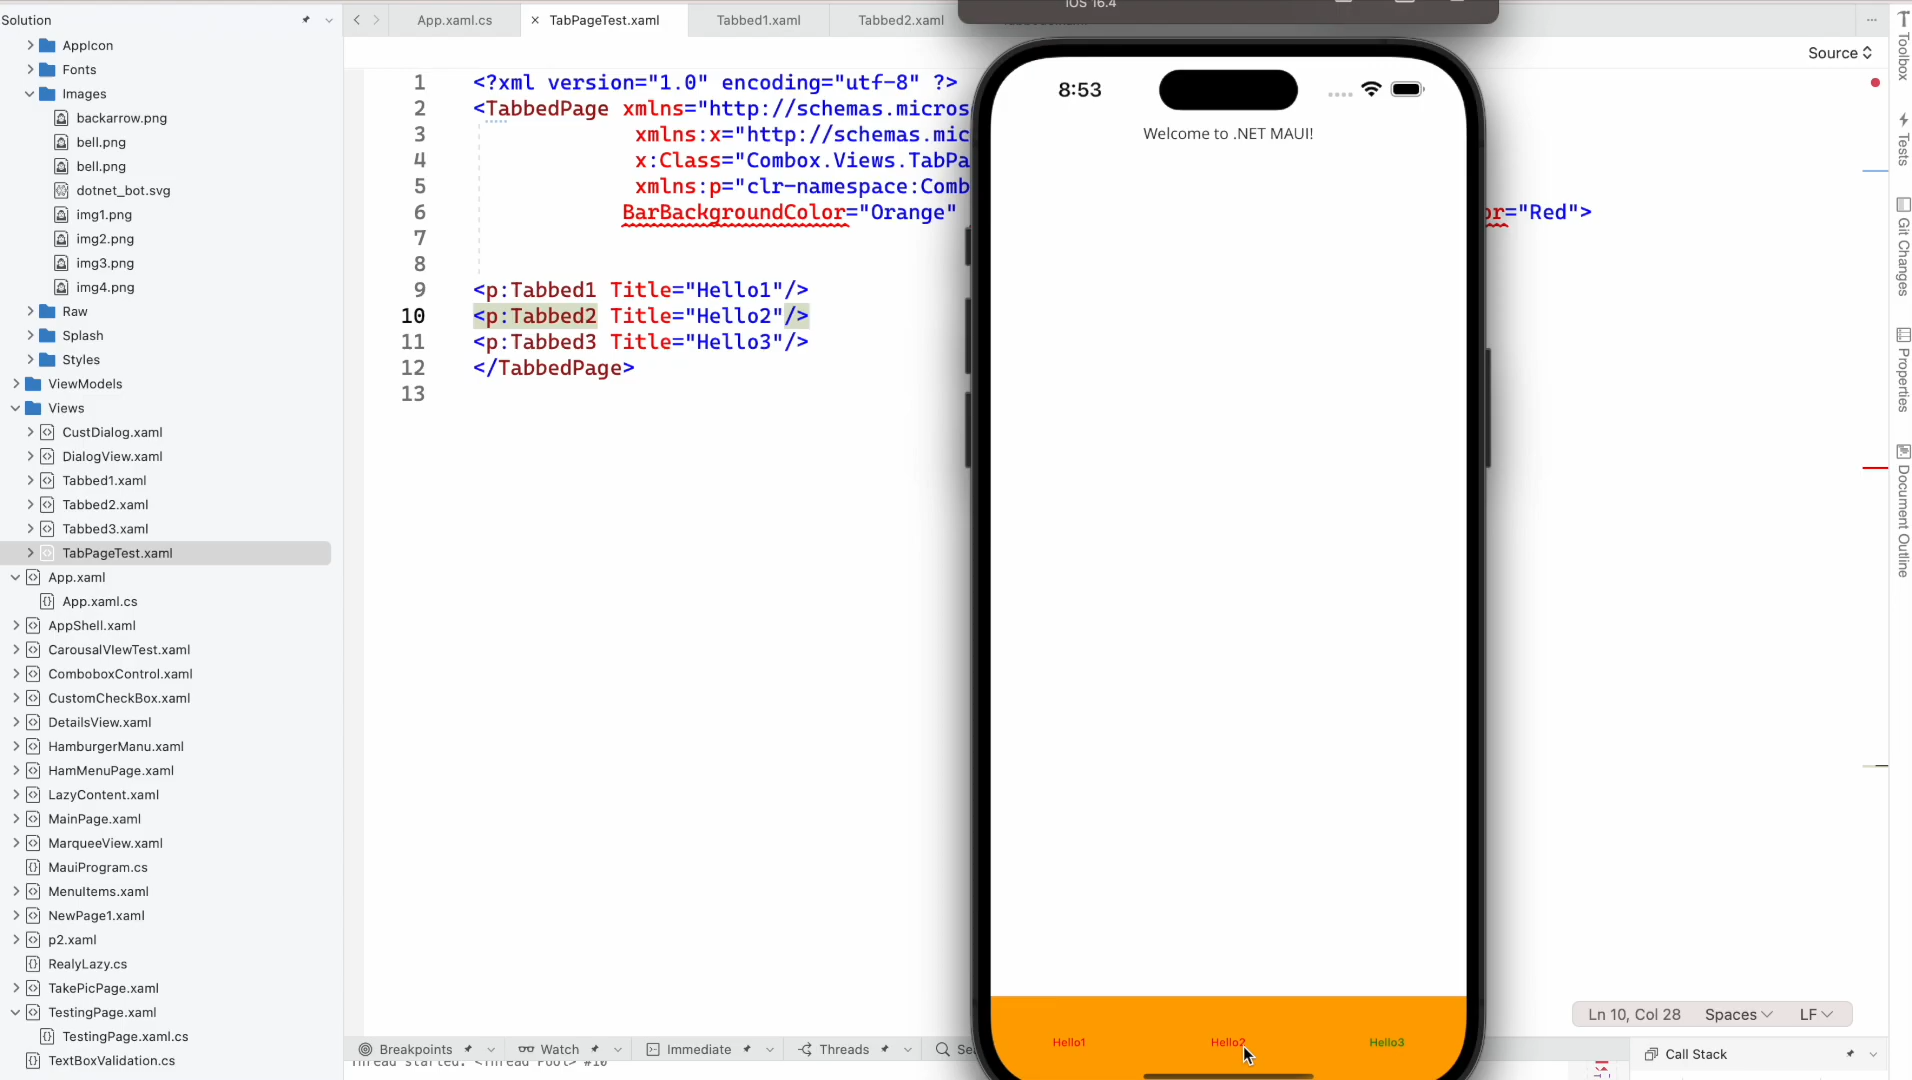 Solution
AppIcon
Fonts
Images
backarrow.png
bell.png
bell.png
dotnet_bot.svg
img1.png
img2.png
img3.png
img4.png
Raw
Splash
Styles
ViewModels
Views
CustDialog.xaml
DialogView.xaml
Tabbed1.xaml
Tabbed2.xaml
Tabbed3.xaml
TabPageTest.xaml
App.xaml
App.xaml.cs
AppShell.xaml
CarousalVIewTest.xaml
ComboboxControl.xaml
CustomCheckBox.xaml
DetailsView.xaml
HamburgerManu.xaml
HamMenuPage.xaml
LazyContent.xaml
MainPage.xaml
MarqueeView.xaml
MauiProgram.cs
MenuItems.xaml
NewPage1.xaml
p2.xaml
RealyLazy.cs
TakePicPage.xaml
TestingPage.xaml
TestingPage.xaml.cs
TextBoxValidation.cs
App.xaml.cs TabPageTest.xaml Tabbed1.xaml Tabbed2.xaml
Source
1 <?xml version="1.0" encoding="utf-8" ?>
2 <TabbedPage xmlns="http://schemas.micros
3 xmlns:x="http://schemas.mic
4 x:Class="Combox.Views.TabPa
5 xmlns:p="clr-namespace:Comb
6 BarBackgroundColor="Orange" or="Red">
7
8
9 <p:Tabbed1 Title="Hello1"/>
10 <p:Tabbed2 Title="Hello2"/>
11 <p:Tabbed3 Title="Hello3"/>
12 </TabbedPage>
13
iOS 16.4
8:53
Welcome to .NET MAUI!
Hello1 Hello2 Hello3
Toolbox
Tests
Git Changes
Properties
Document Outline
Ln 10, Col 28 Spaces LF
Breakpoints Watch Immediate Threads Se
Call Stack
Thread started: <Thread Pool> #10